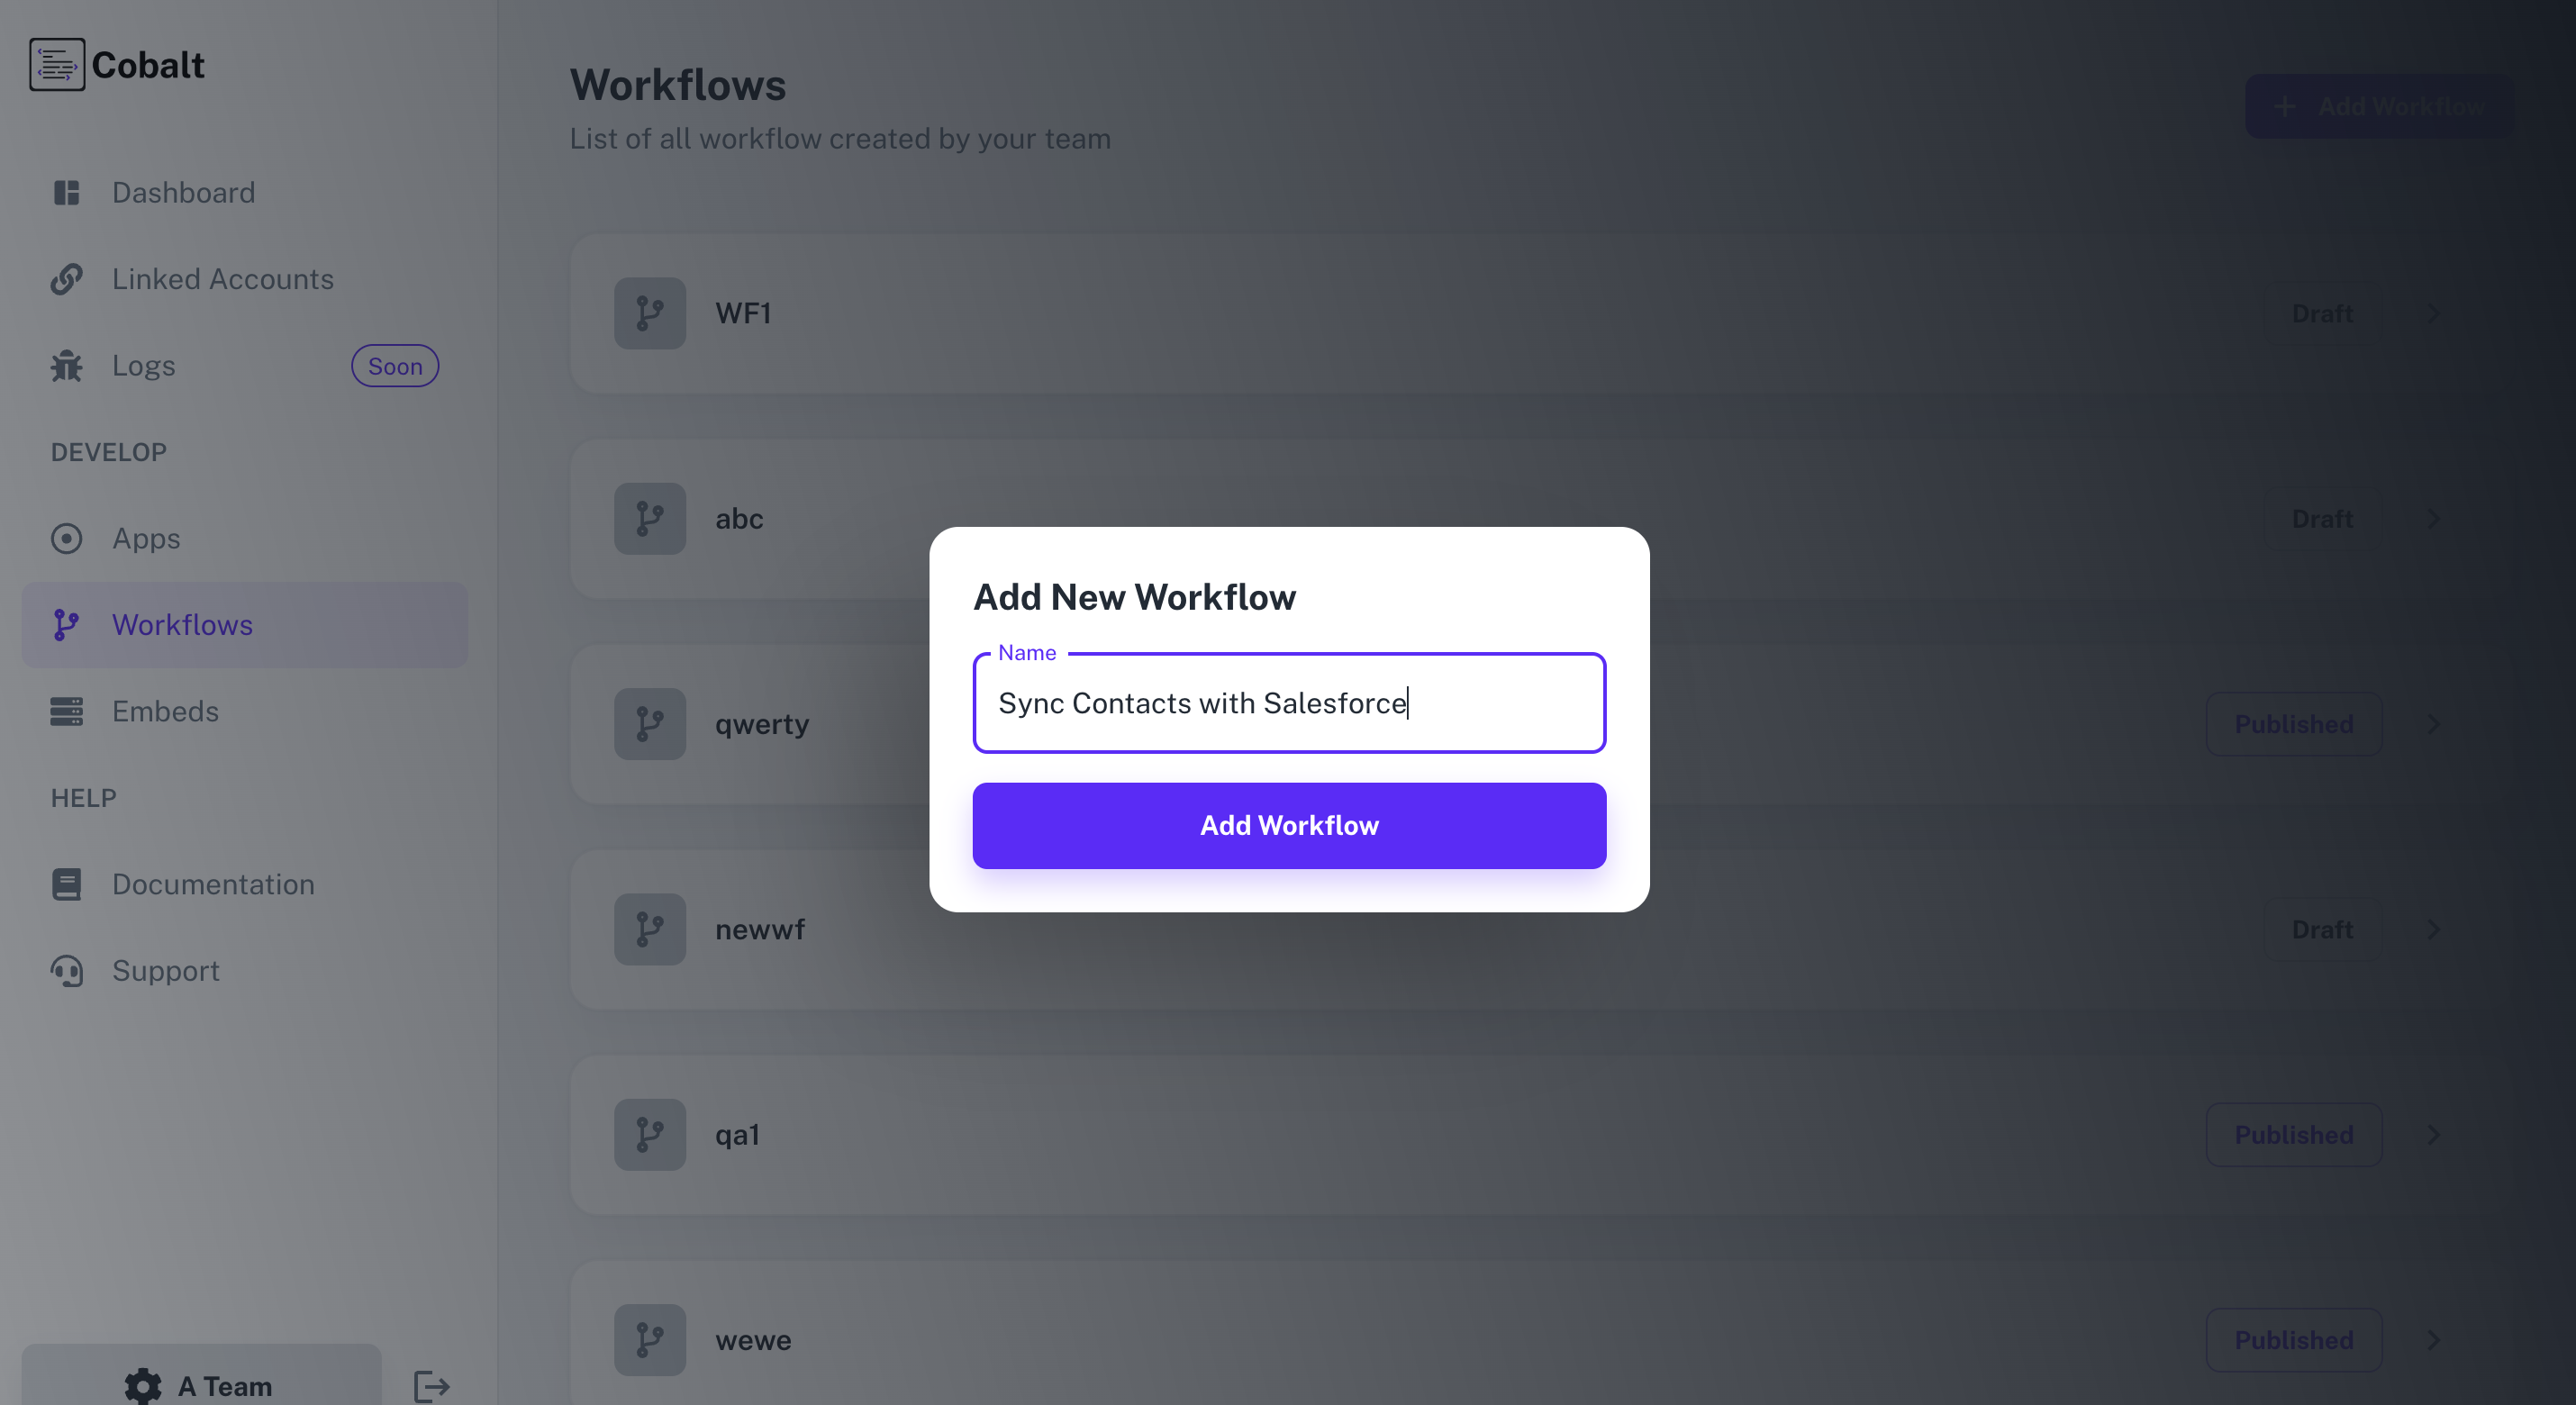 Cobalt
Dashboard
Linked Accounts
Logs Soon
DEVELOP
Apps
Workflows
Embeds
HELP
Documentation
Support
A Team
Workflows
List of all workflow created by your team
+ Add Workflow
WF1 Draft
abc Draft
qwerty Published
newwf Draft
qa1 Published
wewe Published
Add New Workflow
Name
Sync Contacts with Salesforce
Add Workflow